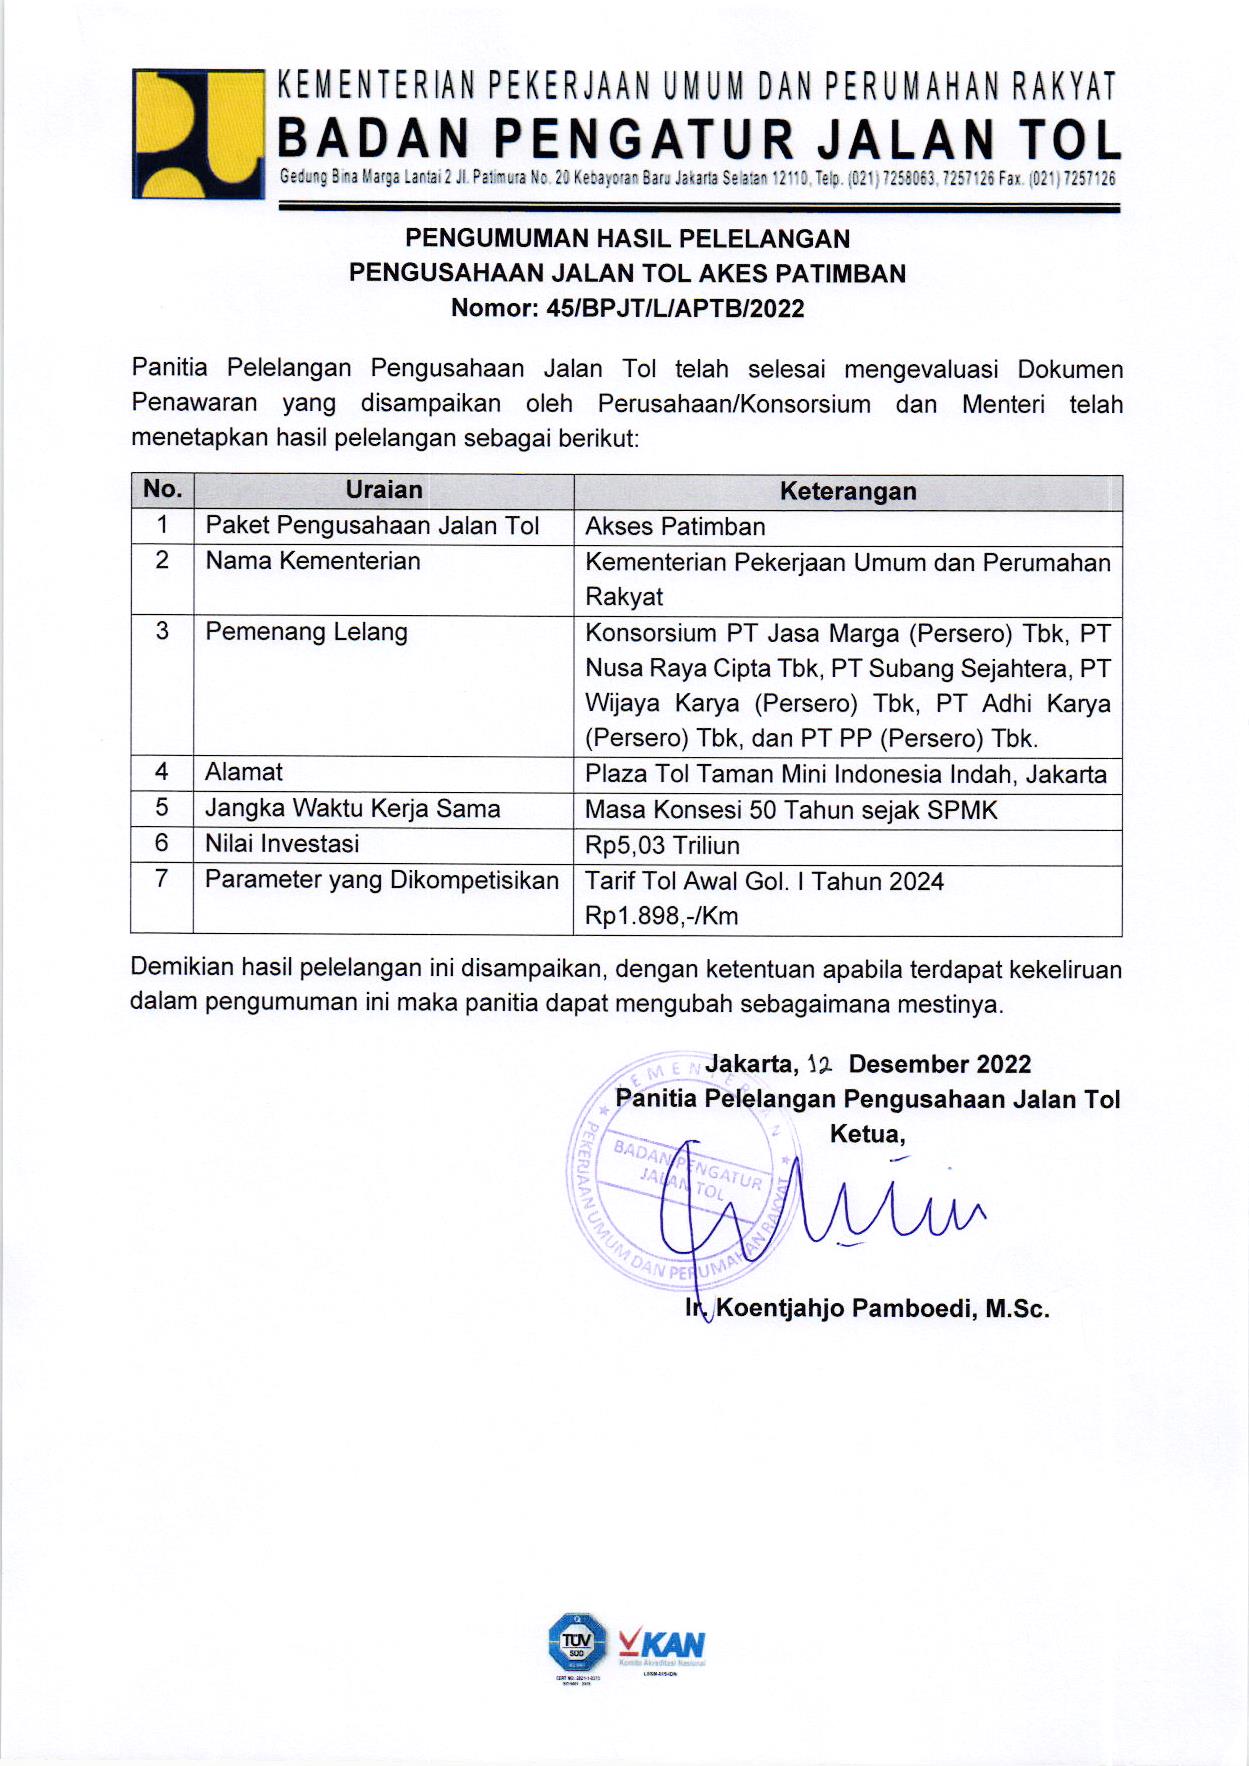 KEMENTERIAN PEKERJAAN UMUM DAN PERUMAHAN RAKYAT
BADAN PENGATUR JALAN TOL
Gedung Bina Marga Lantai 2 Jl. Patimura No. 20 Kebayoran Baru Jakarta Selatan 12110, Telp. (021) 7258063, 7257126 Fax. (021) 7257126
PENGUMUMAN HASIL PELELANGAN
PENGUSAHAAN JALAN TOL AKES PATIMBAN
Nomor: 45/BPJT/L/APTB/2022
Panitia Pelelangan Pengusahaan Jalan Tol telah selesai mengevaluasi Dokumen
Penawaran yang disampaikan oleh Perusahaan/Konsorsium dan Menteri telah
menetapkan hasil pelelangan sebagai berikut:
No. Uraian Keterangan
1 Paket Pengusahaan Jalan Tol Akses Patimban
2 Nama Kementerian Kementerian Pekerjaan Umum dan Perumahan
Rakyat
3 Pemenang Lelang Konsorsium PT Jasa Marga (Persero) Tbk, PT
Nusa Raya Cipta Tbk, PT Subang Sejahtera, PT
Wijaya Karya (Persero) Tbk, PT Adhi Karya
(Persero) Tbk, dan PT PP (Persero) Tbk.
4 Alamat Plaza Tol Taman Mini Indonesia Indah, Jakarta
5 Jangka Waktu Kerja Sama Masa Konsesi 50 Tahun sejak SPMK
6 Nilai Investasi Rp5,03 Triliun
7 Parameter yang Dikompetisikan Tarif Tol Awal Gol. I Tahun 2024
Rp1.898,-/Km
Demikian hasil pelelangan ini disampaikan, dengan ketentuan apabila terdapat kekeliruan
dalam pengumuman ini maka panitia dapat mengubah sebagaimana mestinya.
Jakarta, 12 Desember 2022
Panitia Pelelangan Pengusahaan Jalan Tol
Ketua,
KEMENTERIAN
PEKERJAAN UMUM DAN PERUMAHAN RAKYAT
BADAN PENGATUR
JALAN TOL
Ir. Koentjahjo Pamboedi, M.Sc.
TÜV
SÜD
KAN
Komite Akreditasi Nasional